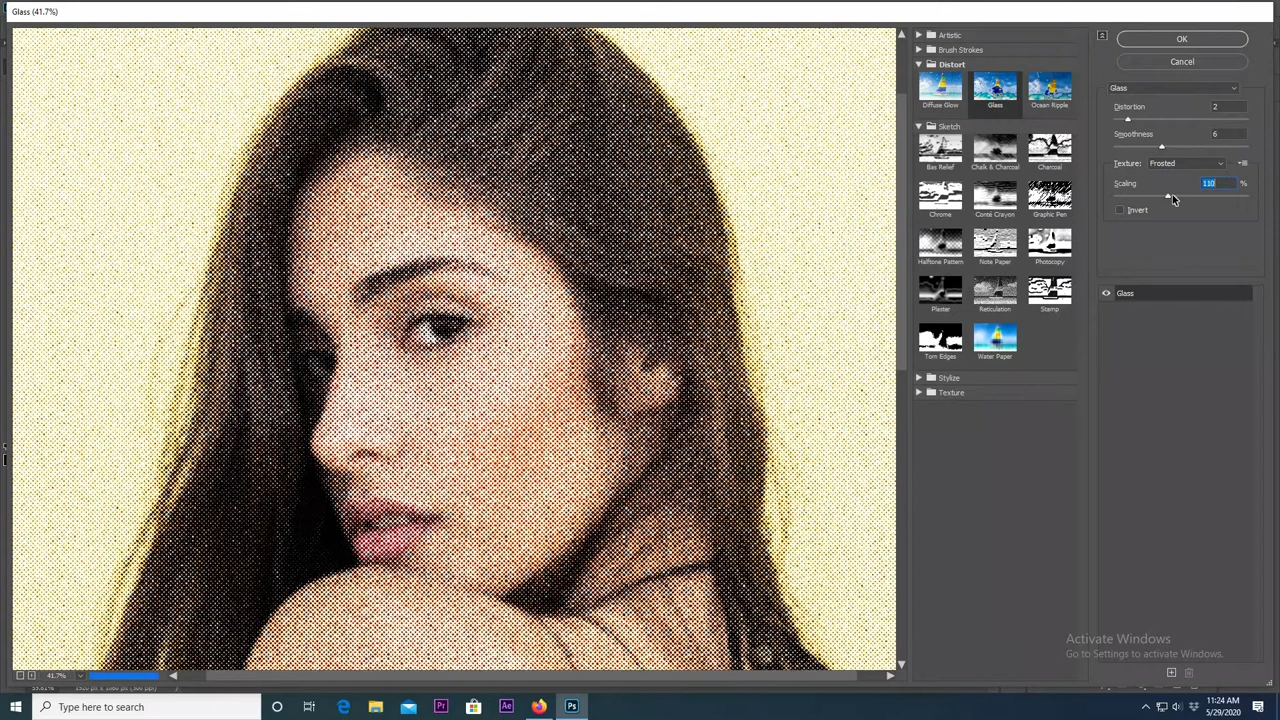 Glass (41.7%)
Artistic
Brush Strokes
Distort
Diffuse Glow
Glass
Ocean Ripple
Sketch
Bas Relief
Chalk & Charcoal
Charcoal
Chrome
Conté Crayon
Graphic Pen
Halftone Pattern
Note Paper
Photocopy
Plaster
Reticulation
Stamp
Torn Edges
Water Paper
Stylize
Texture
OK
Cancel
Glass
Distortion 2
Smoothness 6
Texture: Frosted
Scaling 110 %
Invert
Glass
Activate Windows
Go to Settings to activate Windows.
41.7%
Type here to search
Pr
Ae
Ps
11:24 AM
5/29/2020